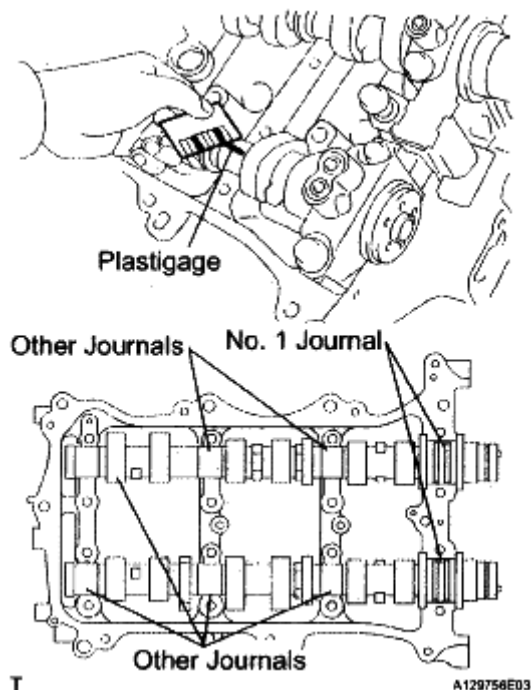 Plastigage
Other Journals
No. 1 Journal
Other Journals
T
A129756E03